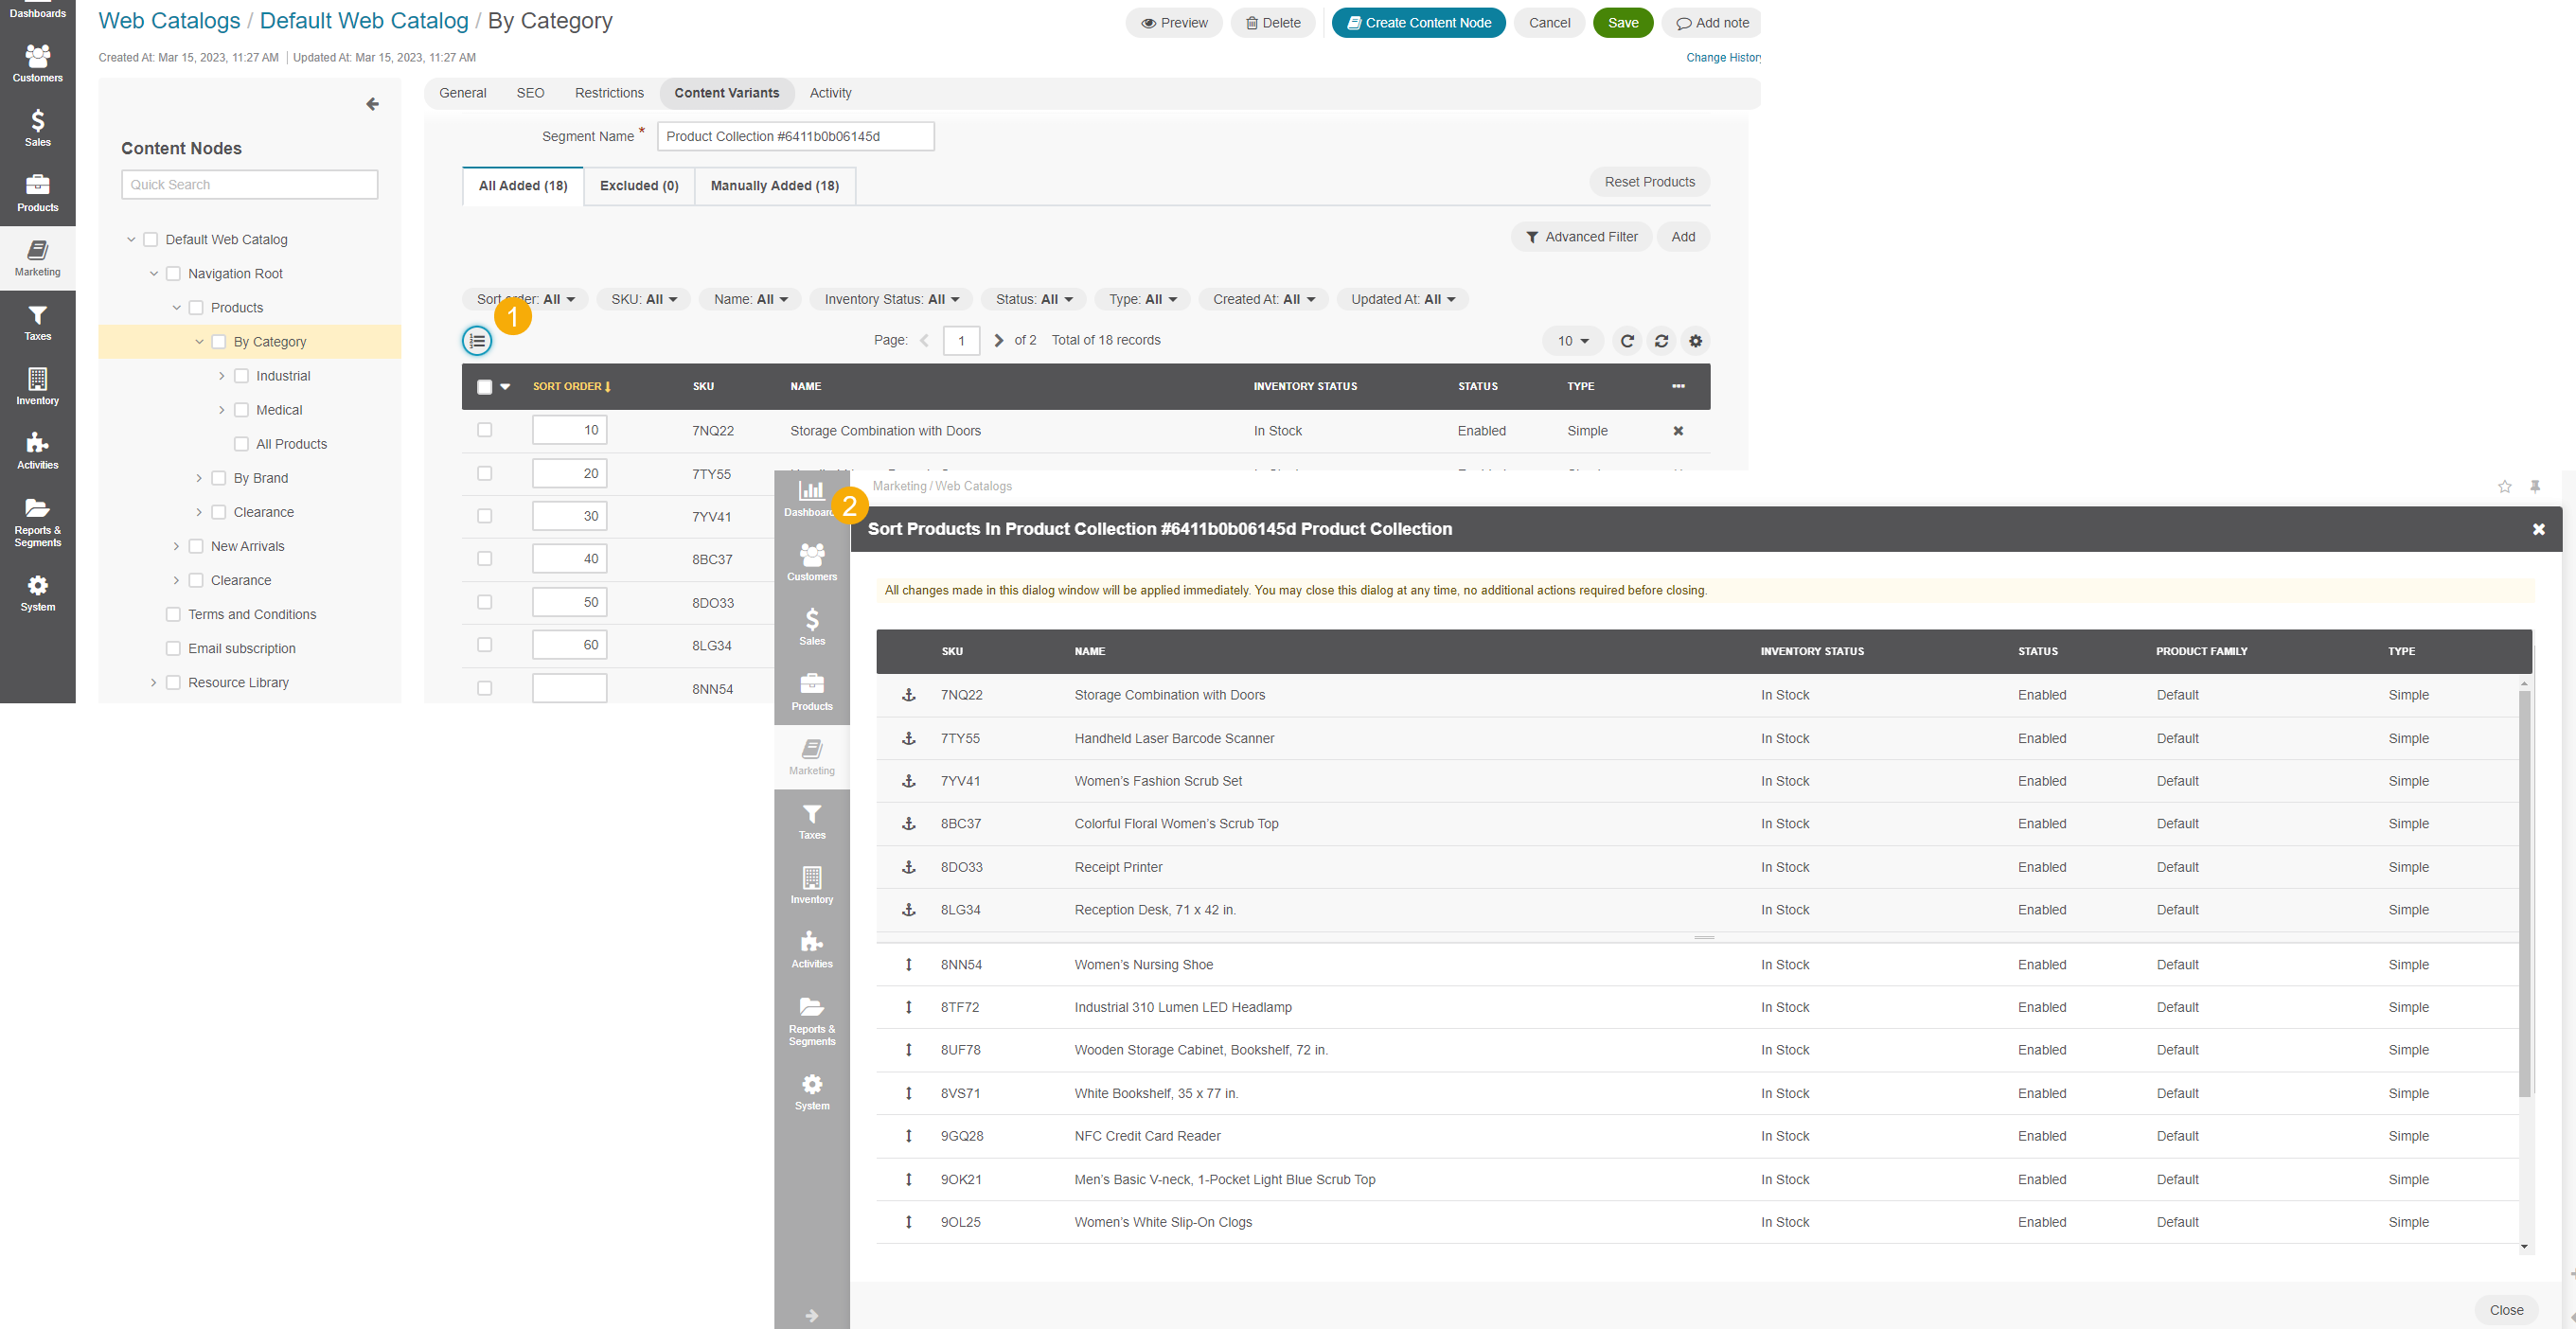 Dashboards
Customers
Sales
Products
Marketing
Taxes
Inventory
Activities
Reports &
Segments
System
Web Catalogs / Default Web Catalog / By Category
Preview
Delete
Create Content Node
Cancel
Save
Add note
Created At: Mar 15, 2023, 11:27 AM | Updated At: Mar 15, 2023, 11:27 AM
Change History
Content Nodes
Quick Search
Default Web Catalog
Navigation Root
Products
By Category
Industrial
Medical
All Products
By Brand
Clearance
New Arrivals
Clearance
Terms and Conditions
Email subscription
Resource Library
General SEO Restrictions Content Variants Activity
Segment Name * Product Collection #6411b0b06145d
All Added (18) Excluded (0) Manually Added (18) Reset Products
Advanced Filter Add
Sort order: All SKU: All Name: All Inventory Status: All Status: All Type: All Created At: All Updated At: All
1
Page: 1 of 2 Total of 18 records 10
SORT ORDER SKU NAME INVENTORY STATUS STATUS TYPE
10 7NQ22 Storage Combination with Doors In Stock Enabled Simple
20 7TY55
30 7YV41
40 8BC37
50 8DO33
60 8LG34
8NN54
2
Dashboards
Customers
Sales
Products
Marketing
Taxes
Inventory
Activities
Reports &
Segments
System
Marketing / Web Catalogs
Sort Products In Product Collection #6411b0b06145d Product Collection
All changes made in this dialog window will be applied immediately. You may close this dialog at any time, no additional actions required before closing.
SKU NAME INVENTORY STATUS STATUS PRODUCT FAMILY TYPE
7NQ22 Storage Combination with Doors In Stock Enabled Default Simple
7TY55 Handheld Laser Barcode Scanner In Stock Enabled Default Simple
7YV41 Women’s Fashion Scrub Set In Stock Enabled Default Simple
8BC37 Colorful Floral Women’s Scrub Top In Stock Enabled Default Simple
8DO33 Receipt Printer In Stock Enabled Default Simple
8LG34 Reception Desk, 71 x 42 in. In Stock Enabled Default Simple
8NN54 Women’s Nursing Shoe In Stock Enabled Default Simple
8TF72 Industrial 310 Lumen LED Headlamp In Stock Enabled Default Simple
8UF78 Wooden Storage Cabinet, Bookshelf, 72 in. In Stock Enabled Default Simple
8VS71 White Bookshelf, 35 x 77 in. In Stock Enabled Default Simple
9GQ28 NFC Credit Card Reader In Stock Enabled Default Simple
9OK21 Men’s Basic V-neck, 1-Pocket Light Blue Scrub Top In Stock Enabled Default Simple
9OL25 Women’s White Slip-On Clogs In Stock Enabled Default Simple
Close